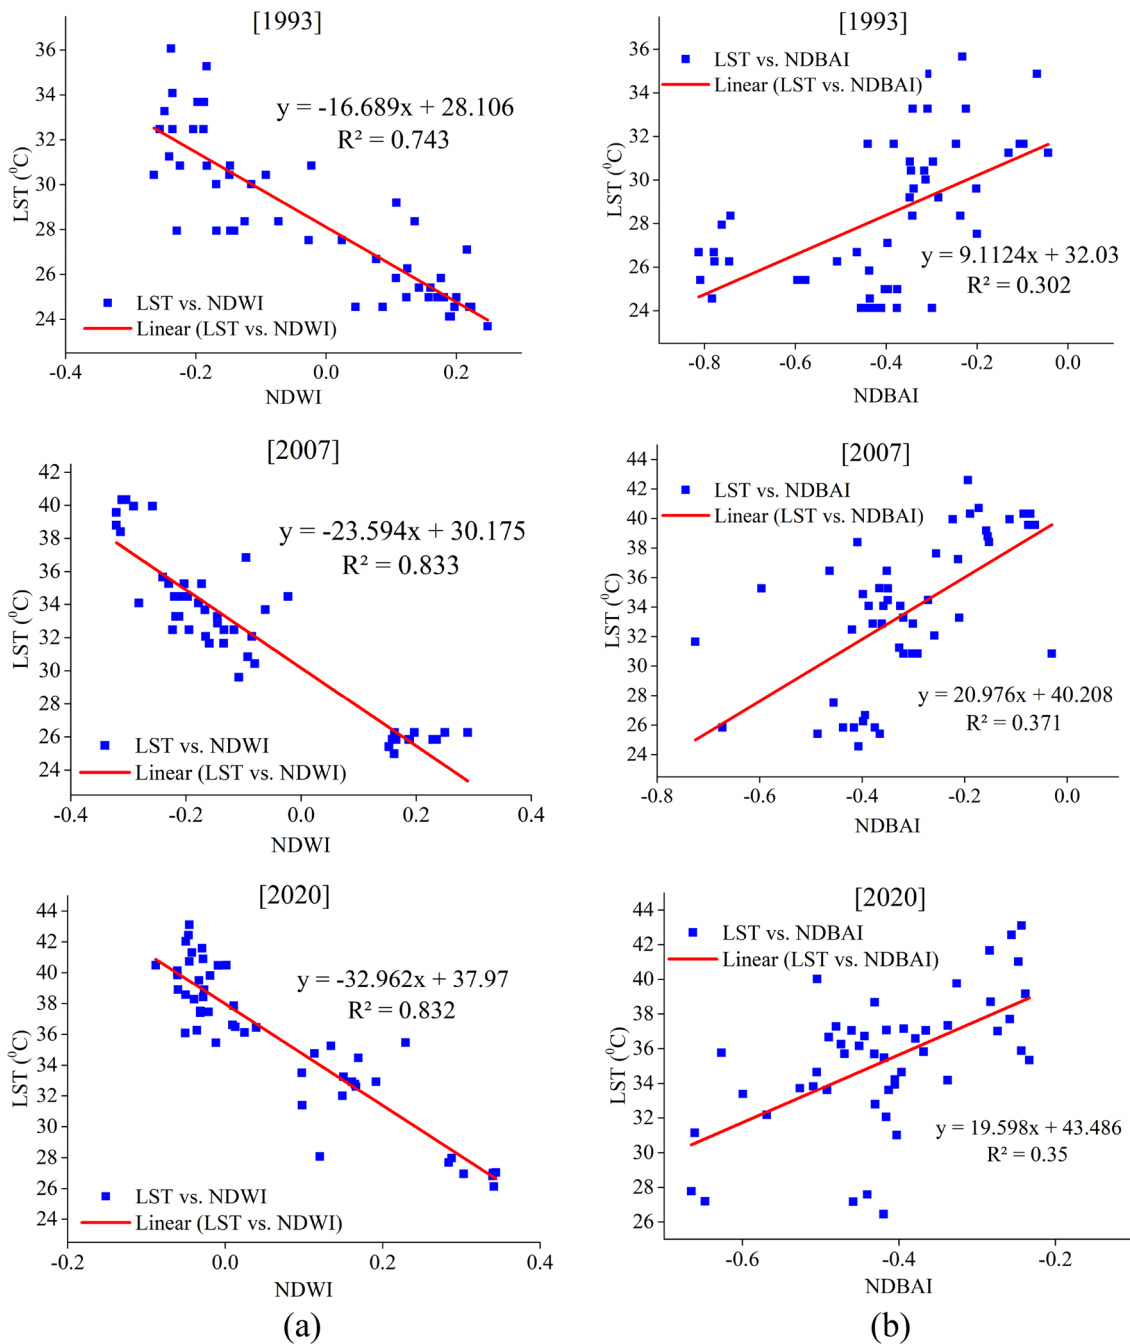 [1993]
36
34
32
30
28
26
24
LST (⁰C)
y = -16.689x + 28.106
R² = 0.743
LST vs. NDWI
Linear (LST vs. NDWI)
-0.4
-0.2
0.0
0.2
NDWI
[1993]
36
34
32
30
28
26
24
LST (⁰C)
LST vs. NDBAI
Linear (LST vs. NDBAI)
y = 9.1124x + 32.03
R² = 0.302
-0.8
-0.6
-0.4
-0.2
0.0
NDBAI
[2007]
42
40
38
36
34
32
30
28
26
24
LST (⁰C)
y = -23.594x + 30.175
R² = 0.833
LST vs. NDWI
Linear (LST vs. NDWI)
-0.4
-0.2
0.0
0.2
0.4
NDWI
[2007]
44
42
40
38
36
34
32
30
28
26
24
LST (⁰C)
LST vs. NDBAI
Linear (LST vs. NDBAI)
y = 20.976x + 40.208
R² = 0.371
-0.8
-0.6
-0.4
-0.2
0.0
NDBAI
[2020]
44
42
40
38
36
34
32
30
28
26
24
LST (⁰C)
y = -32.962x + 37.97
R² = 0.832
LST vs. NDWI
Linear (LST vs. NDWI)
-0.2
0.0
0.2
0.4
NDWI
(a)
[2020]
44
42
40
38
36
34
32
30
28
26
LST (⁰C)
LST vs. NDBAI
Linear (LST vs. NDBAI)
y = 19.598x + 43.486
R² = 0.35
-0.6
-0.4
-0.2
NDBAI
(b)